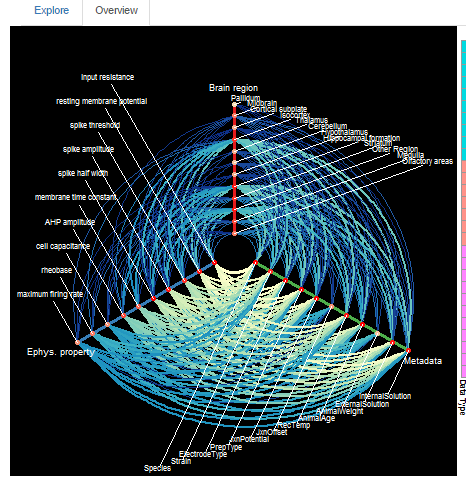 Explore
Overview
Input resistance
resting membrane potential
spike threshold
spike amplitude
spike half width
membrane time constant
AHP amplitude
cell capacitance
rheobase
maximum firing rate
Ephys. property
Brain region
Pallidum
Midbrain
Cortical subplate
Isocortex
Thalamus
Cerebellum
Hypothalamus
Hippocampal formation
Striatum
Other Region
Medulla
Olfactory areas
Metadata
InternalSolution
ExternalSolution
AnimalWeight
AnimalAge
RecTemp
JxnOffset
JxnPotential
PrepType
ElectrodeType
Strain
Species
Data Type